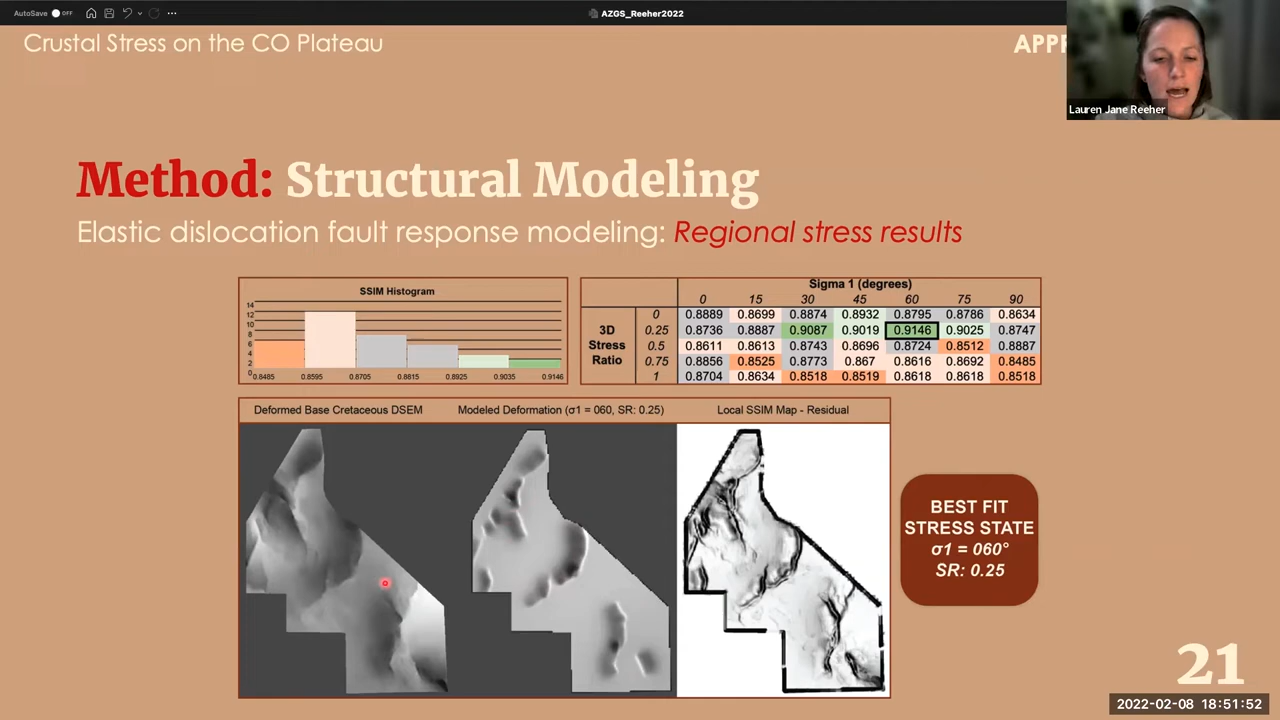 AutoSave OFF
AZGS_Reeher2022
Crustal Stress on the CO Plateau
Lauren Jane Reeher
Method: Structural Modeling
Elastic dislocation fault response modeling: Regional stress results
SSIM Histogram
14
12
10
8
6
4
2
0
0.8485 0.8595 0.8705 0.8815 0.8925 0.9035 0.9146
Sigma 1 (degrees)
0 15 30 45 60 75 90
3D Stress Ratio
0 0.8889 0.8699 0.8874 0.8932 0.8795 0.8786 0.8634
0.25 0.8736 0.8887 0.9087 0.9019 0.9146 0.9025 0.8747
0.5 0.8611 0.8613 0.8743 0.8696 0.8724 0.8512 0.8887
0.75 0.8856 0.8525 0.8773 0.867 0.8616 0.8692 0.8485
1 0.8704 0.8634 0.8518 0.8519 0.8618 0.8618 0.8518
Deformed Base Cretaceous DSEM
Modeled Deformation (σ1 = 060, SR: 0.25)
Local SSIM Map - Residual
BEST FIT
STRESS STATE
σ1 = 060°
SR: 0.25
21
2022-02-08 18:51:52